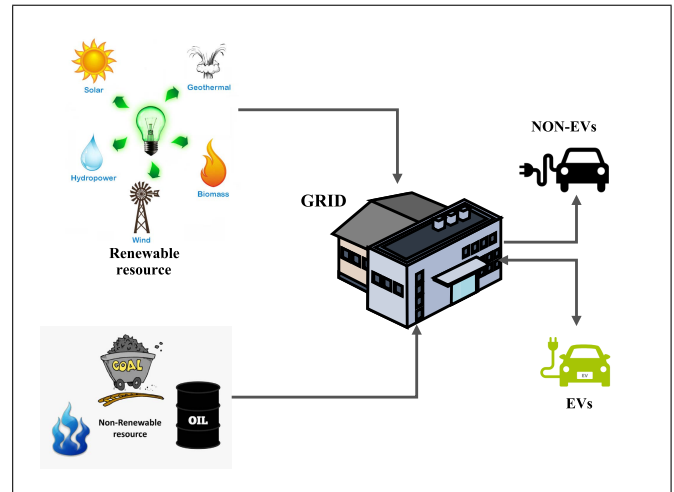 Solar
Geothermal
Hydropower
Biomass
Wind
Renewable
resource
GRID
NON-EVs
COAL
Non-Renewable
resource
OIL
EV
EVs